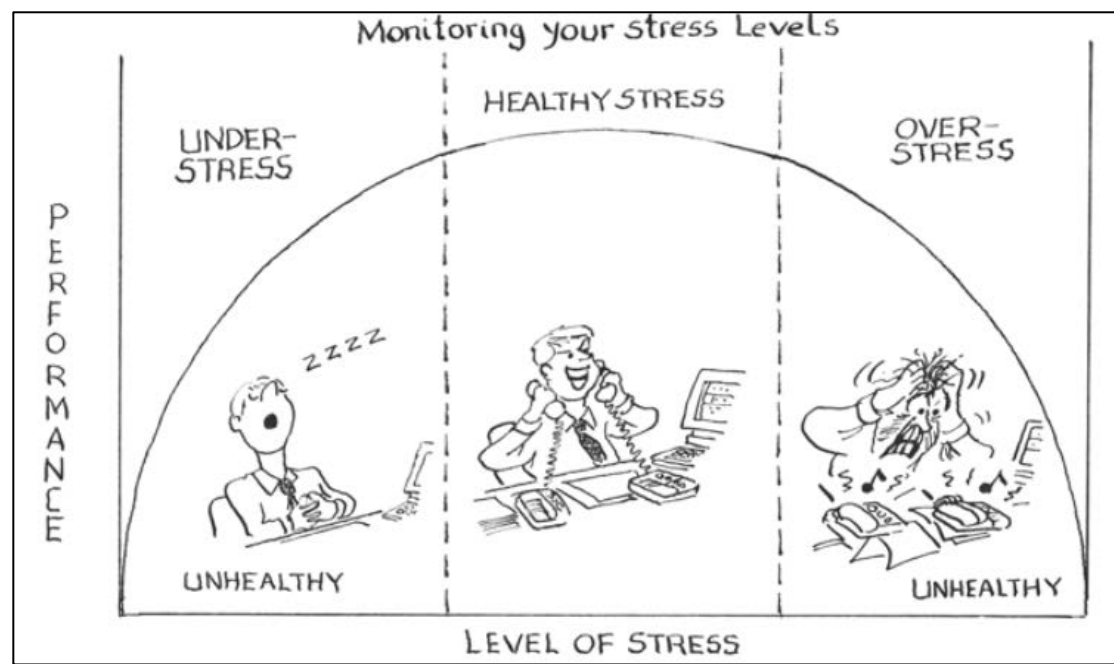 Monitoring your stress Levels
HEALTHY STRESS
UNDER-
STRESS
OVER-
STRESS
PERFORMANCE
ZZZZ
UNHEALTHY
UNHEALTHY
LEVEL OF STRESS